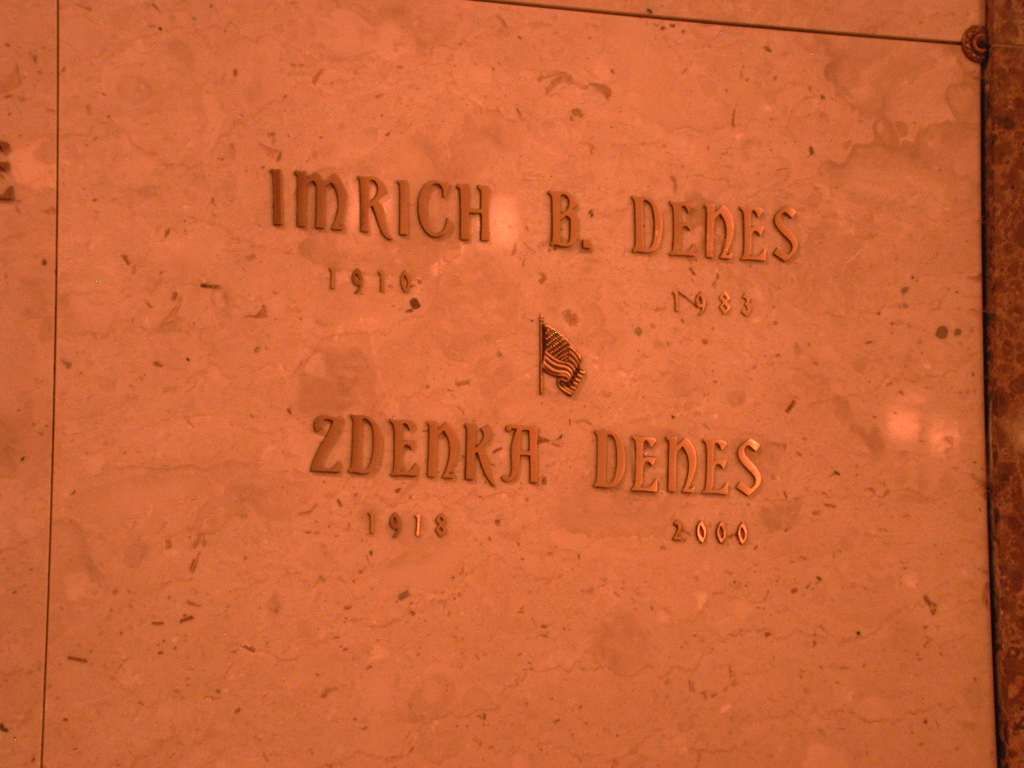 IMRICH B. DENES
1910 1983
ZDENKA DENES
1918 2000